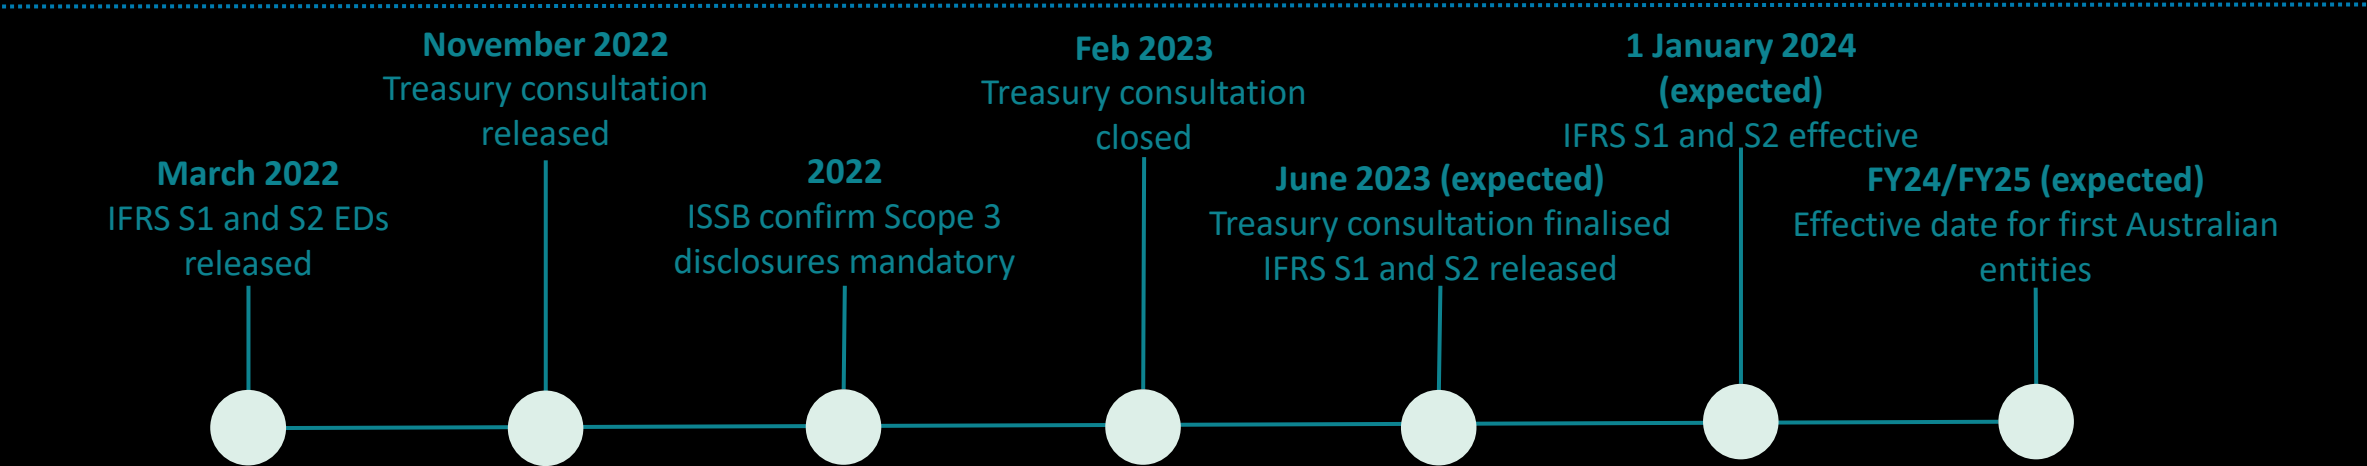 March 2022
IFRS S1 and S2 EDs
released
November 2022
Treasury consultation
released
2022
ISSB confirm Scope 3
disclosures mandatory
Feb 2023
Treasury consultation
closed
June 2023 (expected)
Treasury consultation finalised
IFRS S1 and S2 released
1 January 2024
(expected)
IFRS S1 and S2 effective
FY24/FY25 (expected)
Effective date for first Australian
entities